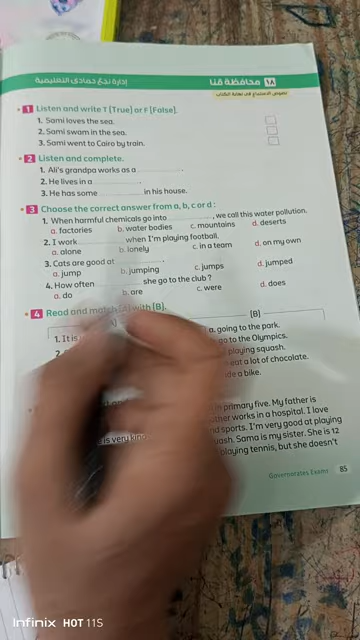 ١٨ محافظة قنا
إدارة نجع حمادى التعليمية
نصوص الاستماع فى نهاية الكتاب
1 Listen and write T [True] or F [False].
1. Sami loves the sea.
2. Sami swam in the sea.
3. Sami went to Cairo by train.
2 Listen and complete.
1. Ali's grandpa works as a .
2. He lives in a .
3. He has some in his house.
3 Choose the correct answer from a, b, c or d :
1. When harmful chemicals go into , we call this water pollution.
a. factories b. water bodies c. mountains d. deserts
2. I work when I'm playing football.
a. alone b. lonely c. in a team d. on my own
3. Cats are good at .
a. jump b. jumping c. jumps d. jumped
4. How often she go to the club ?
a. do b. are c. were d. does
4 Read and match [A] with [B].
[B]
1. It is a. going to the park.
2. go to the Olympics.
playing squash.
eat a lot of chocolate.
a bike.
in primary five. My father is
works in a hospital. I love
sports. I'm very good at playing
is very kind Sama is my sister. She is 12
playing tennis, but she doesn't
Governorates Exams 85
Infinix HOT 11S